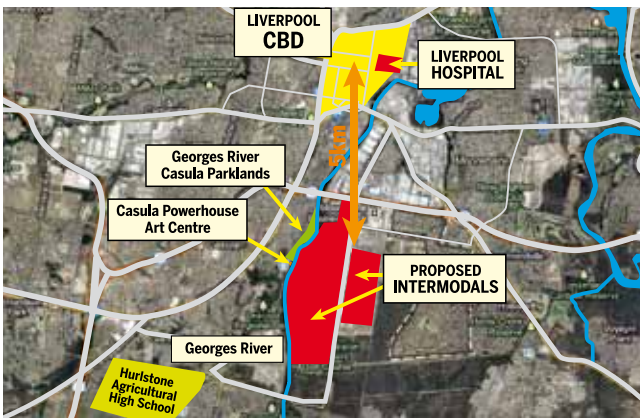 LIVERPOOL
CBD
LIVERPOOL
HOSPITAL
5km
Georges River
Casula Parklands
Casula Powerhouse
Art Centre
PROPOSED
INTERMODALS
Georges River
Hurlstone
Agricultural
High School